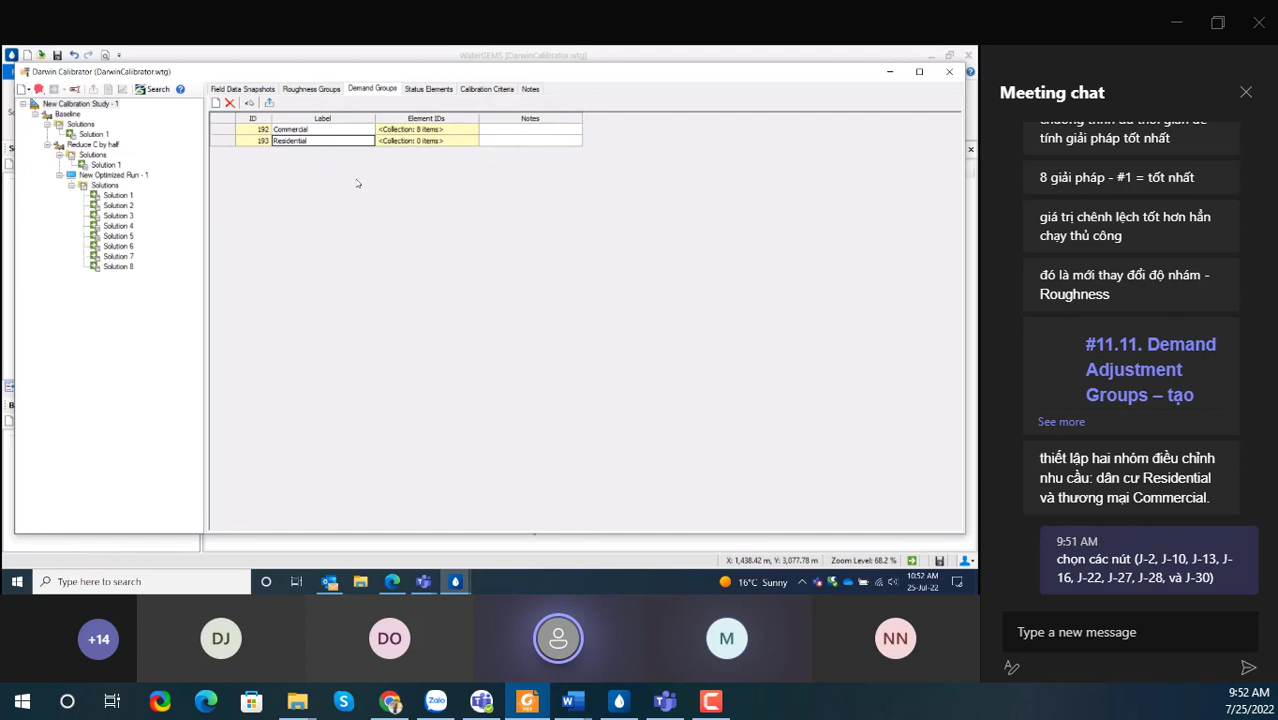 WaterGEMS [DarwinCalibrator.wtg]
Darwin Calibrator (DarwinCalibrator.wtg)
Search
New Calibration Study - 1
Baseline
Solutions
Solution 1
Reduce C by half
Solutions
Solution 1
New Optimized Run - 1
Solutions
Solution 1
Solution 2
Solution 3
Solution 4
Solution 5
Solution 6
Solution 7
Solution 8
Field Data Snapshots Roughness Groups Demand Groups Status Elements Calibration Criteria Notes
ID Label Element IDs Notes
192 Commercial <Collection: 8 items>
193 Residential <Collection: 0 items>
X: 1,438.42 m, Y: 3,077.78 m Zoom Level: 68.2 %
Type here to search
16°C Sunny
10:52 AM
25-Jul-22
Meeting chat
tính giải pháp tốt nhất
8 giải pháp - #1 = tốt nhất
giá trị chênh lệch tốt hơn hẳn
chạy thủ công
đó là mới thay đổi độ nhám -
Roughness
#11.11. Demand
Adjustment
Groups – tạo
See more
thiết lập hai nhóm điều chỉnh
nhu cầu: dân cư Residential
và thương mại Commercial.
9:51 AM
chọn các nút (J-2, J-10, J-13, J-
16, J-22, J-27, J-28, và J-30)
Type a new message
+14
DJ
DO
M
NN
Zalo
9:52 AM
7/25/2022